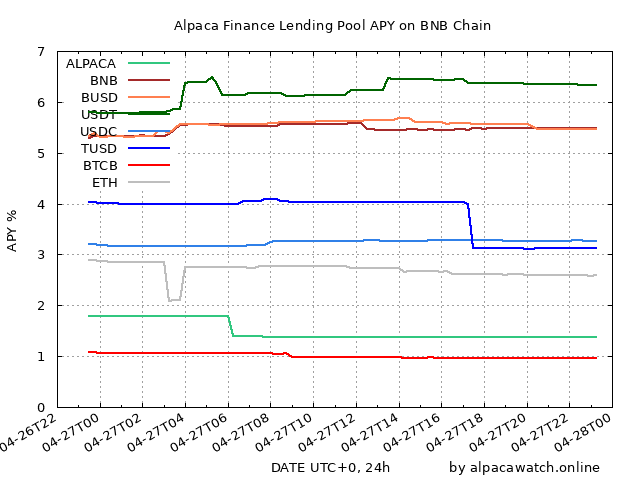 Alpaca Finance Lending Pool APY on BNB Chain
APY %
7
6
5
4
3
2
1
0
ALPACA
BNB
BUSD
USDT
USDC
TUSD
BTCB
ETH
04-26T22
04-27T00
04-27T02
04-27T04
04-27T06
04-27T08
04-27T10
04-27T12
04-27T14
04-27T16
04-27T18
04-27T20
04-27T22
04-28T00
DATE UTC+0, 24h
by alpacawatch.online